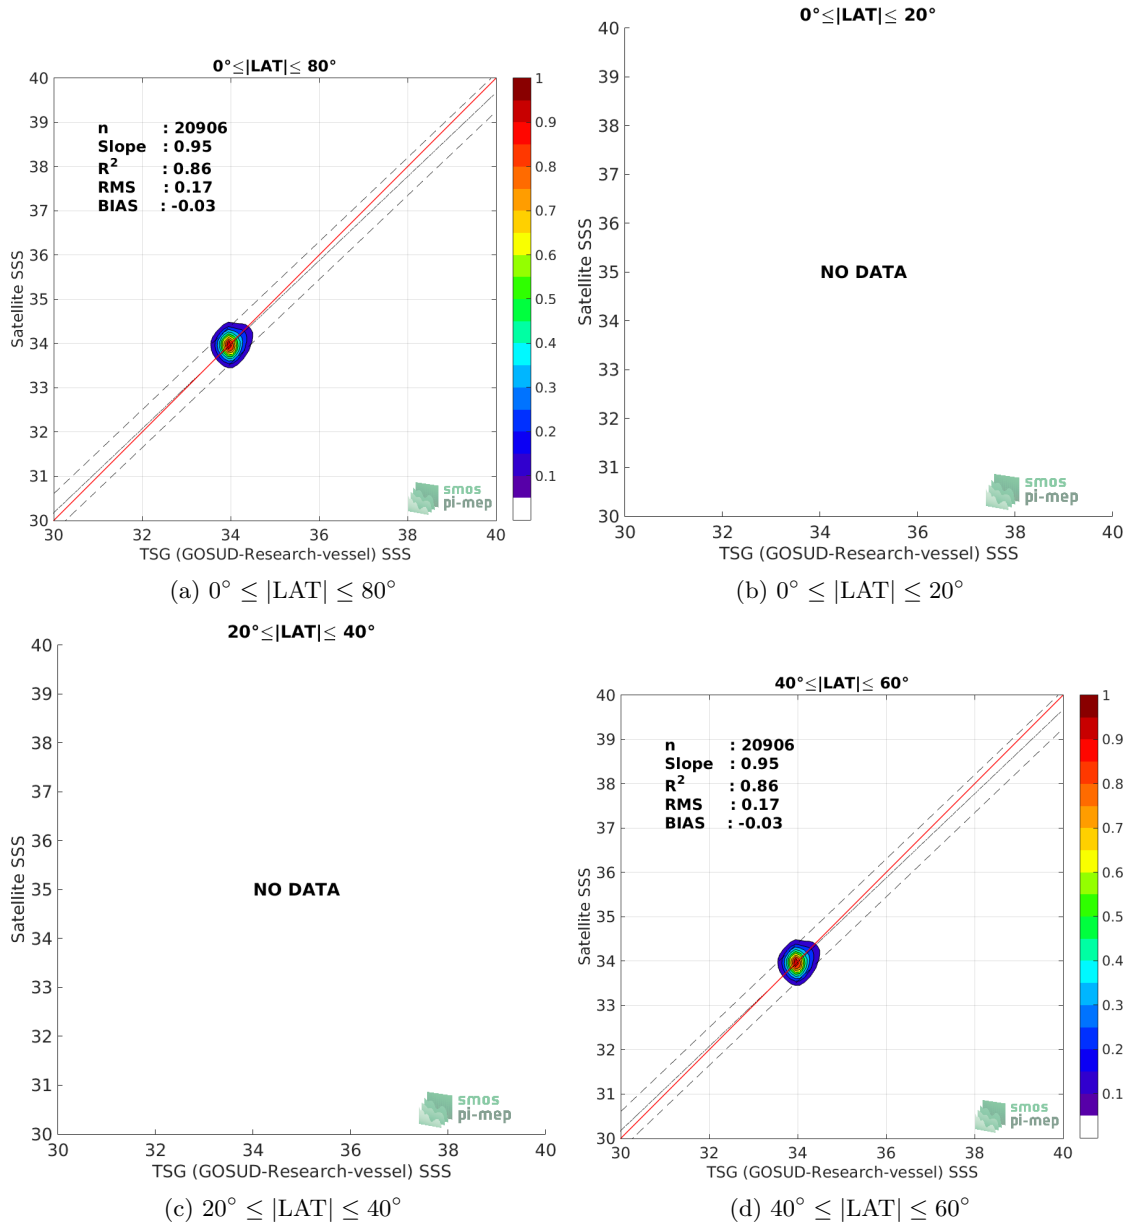 0°≤|LAT|≤ 80°
n : 20906
Slope : 0.95
R² : 0.86
RMS : 0.17
BIAS : -0.03
Satellite SSS
40
39
38
37
36
35
34
33
32
31
30
30 32 34 36 38 40
TSG (GOSUD-Research-vessel) SSS
1
0.9
0.8
0.7
0.6
0.5
0.4
0.3
0.2
0.1
smos
pi-mep
(a) 0° ≤ |LAT| ≤ 80°
0°≤|LAT|≤ 20°
Satellite SSS
40
39
38
37
36
35
34
33
32
31
30
NO DATA
smos
pi-mep
30 32 34 36 38 40
TSG (GOSUD-Research-vessel) SSS
(b) 0° ≤ |LAT| ≤ 20°
20°≤|LAT|≤ 40°
Satellite SSS
40
39
38
37
36
35
34
33
32
31
30
NO DATA
smos
pi-mep
30 32 34 36 38 40
TSG (GOSUD-Research-vessel) SSS
(c) 20° ≤ |LAT| ≤ 40°
40°≤|LAT|≤ 60°
n : 20906
Slope : 0.95
R² : 0.86
RMS : 0.17
BIAS : -0.03
Satellite SSS
40
39
38
37
36
35
34
33
32
31
30
30 32 34 36 38 40
TSG (GOSUD-Research-vessel) SSS
1
0.9
0.8
0.7
0.6
0.5
0.4
0.3
0.2
0.1
smos
pi-mep
(d) 40° ≤ |LAT| ≤ 60°